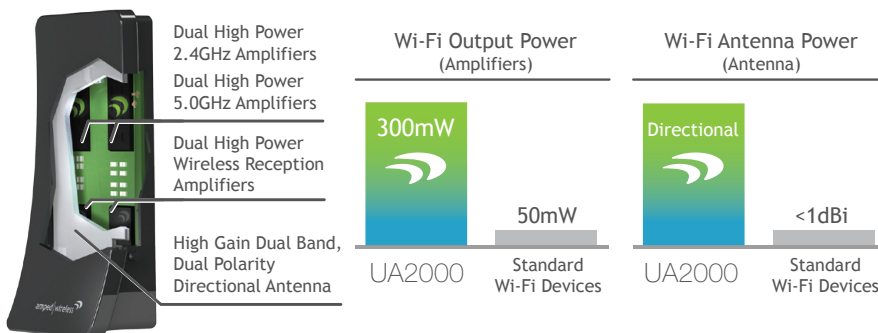 Dual High Power
2.4GHz Amplifiers
Dual High Power
5.0GHz Amplifiers
Dual High Power
Wireless Reception
Amplifiers
High Gain Dual Band,
Dual Polarity
Directional Antenna
amped wireless
Wi-Fi Output Power
(Amplifiers)
300mW
50mW
UA2000
Standard
Wi-Fi Devices
Wi-Fi Antenna Power
(Antenna)
Directional
<1dBi
UA2000
Standard
Wi-Fi Devices